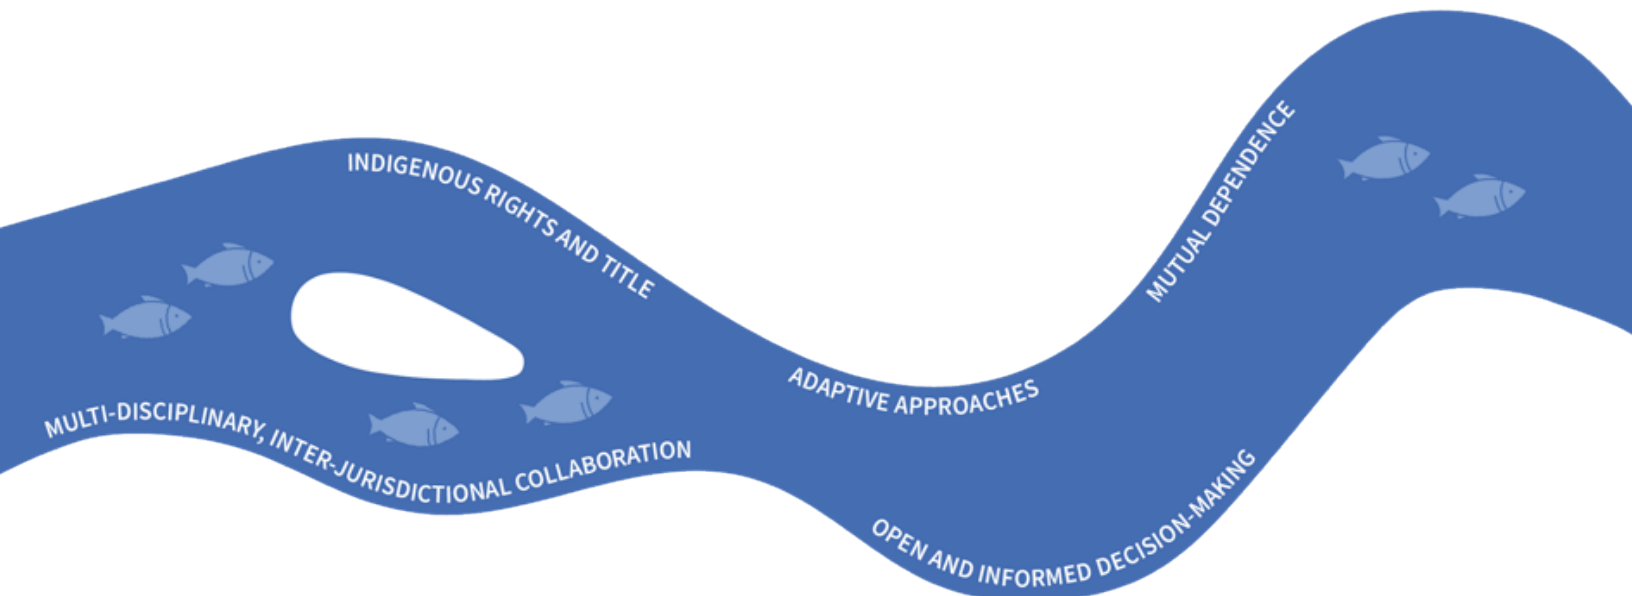 INDIGENOUS RIGHTS AND TITLE
MULTI-DISCIPLINARY, INTER-JURISDICTIONAL COLLABORATION
ADAPTIVE APPROACHES
OPEN AND INFORMED DECISION-MAKING
MUTUAL DEPENDENCE